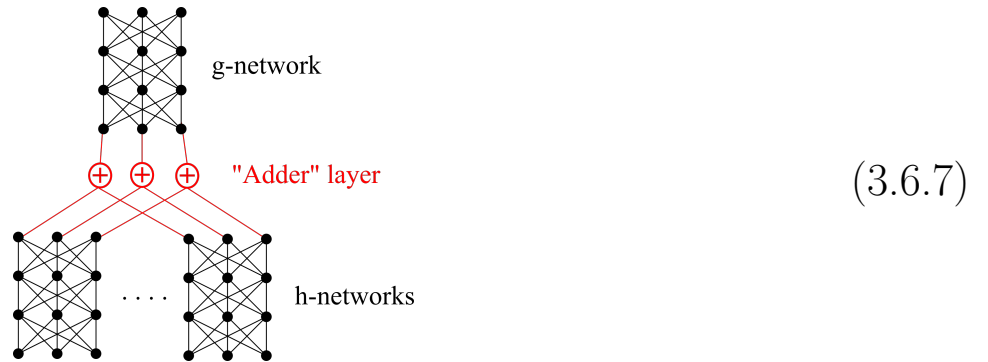 g-network
"Adder" layer
(3.6.7)
. . . .
h-networks